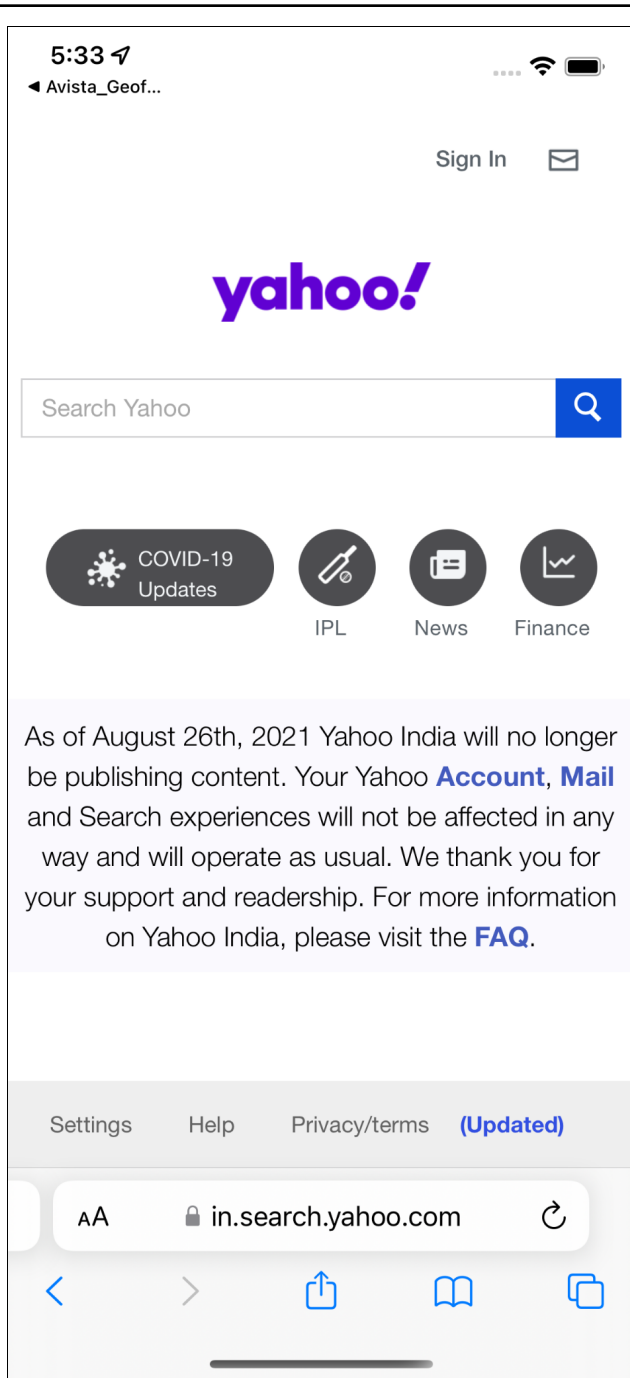 5:33
◀ Avista_Geof...
Sign In
yahoo!
Search Yahoo
COVID-19
Updates
IPL
News
Finance
As of August 26th, 2021 Yahoo India will no longer
be publishing content. Your Yahoo Account, Mail
and Search experiences will not be affected in any
way and will operate as usual. We thank you for
your support and readership. For more information
on Yahoo India, please visit the FAQ.
Settings Help Privacy/terms (Updated)
AA in.search.yahoo.com